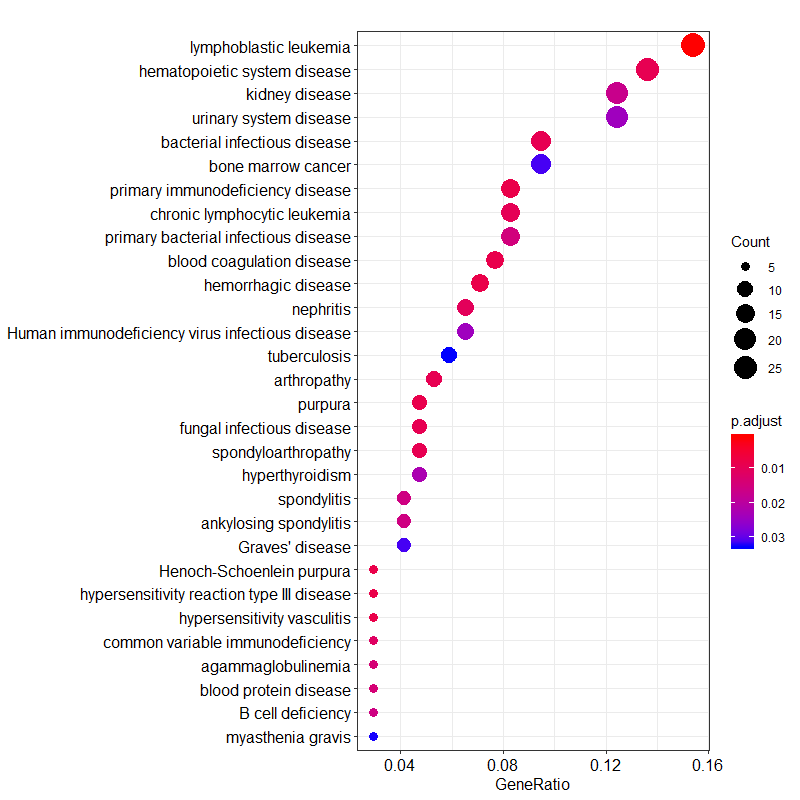 lymphoblastic leukemia
hematopoietic system disease
kidney disease
urinary system disease
bacterial infectious disease
bone marrow cancer
primary immunodeficiency disease
chronic lymphocytic leukemia
primary bacterial infectious disease
blood coagulation disease
hemorrhagic disease
nephritis
Human immunodeficiency virus infectious disease
tuberculosis
arthropathy
purpura
fungal infectious disease
spondyloarthropathy
hyperthyroidism
spondylitis
ankylosing spondylitis
Graves' disease
Henoch-Schoenlein purpura
hypersensitivity reaction type III disease
hypersensitivity vasculitis
common variable immunodeficiency
agammaglobulinemia
blood protein disease
B cell deficiency
myasthenia gravis
0.04 0.08 0.12 0.16
GeneRatio
Count
5
10
15
20
25
p.adjust
0.01
0.02
0.03